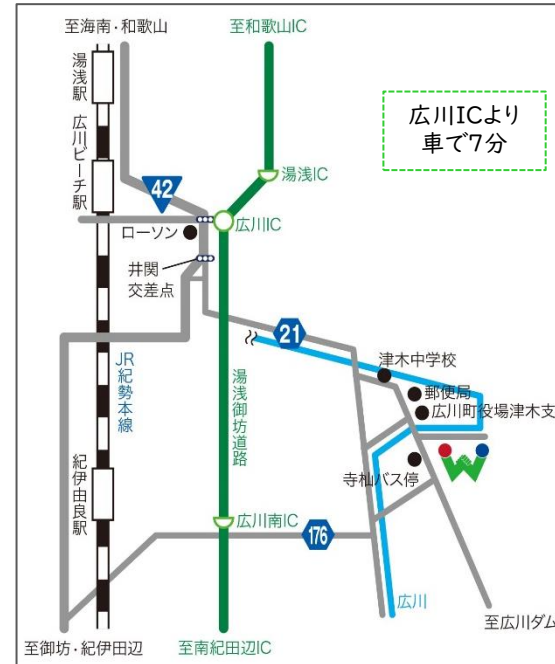 至海南・和歌山
至和歌山IC
湯浅駅
広川ICより
車で7分
広川ビーチ駅
湯浅IC
42
広川IC
ローソン
井関
交差点
21
津木中学校
郵便局
広川町役場津木支
JR紀勢本線
湯浅御坊道路
寺杣バス停
紀伊由良駅
広川南IC
176
広川
至広川ダム
至御坊・紀伊田辺
至南紀田辺IC